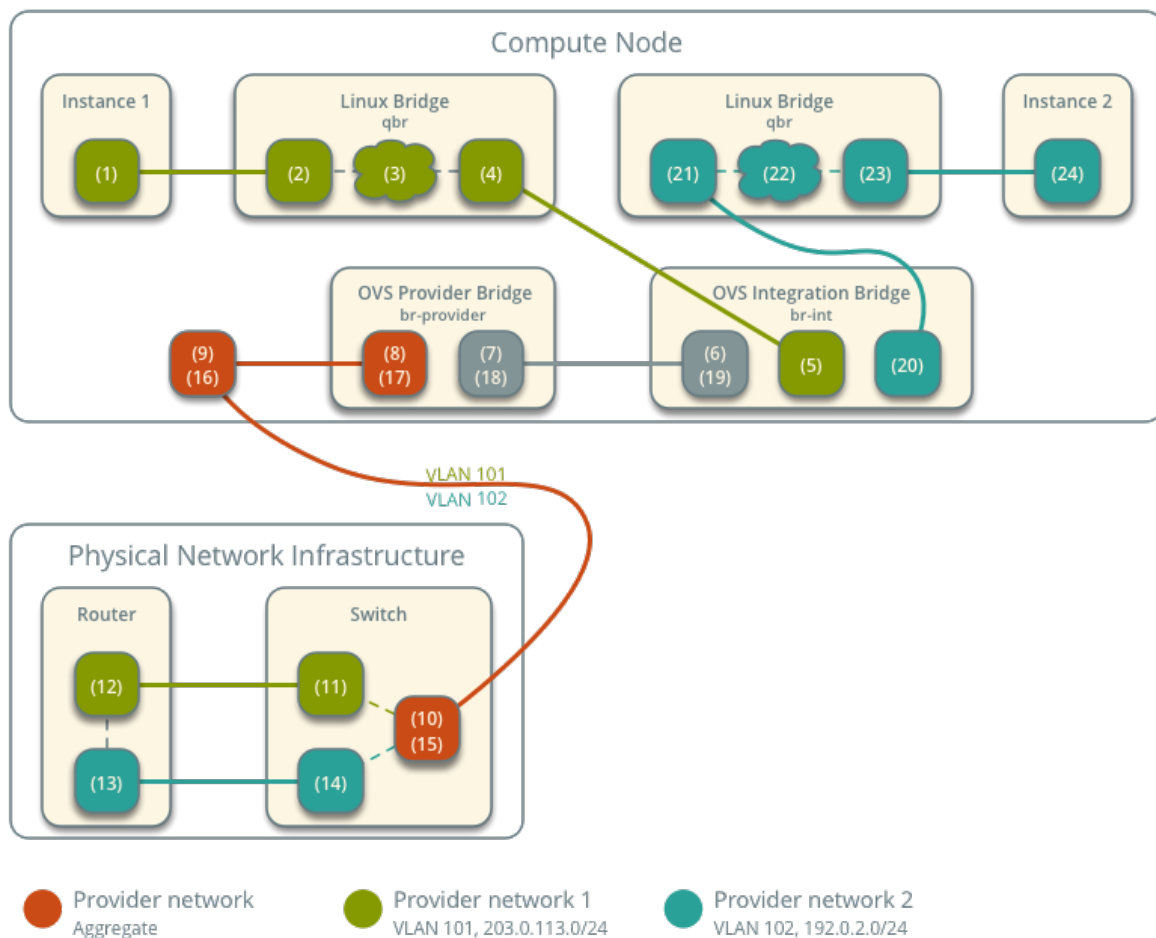 Compute Node
Instance 1
Linux Bridge
qbr
Linux Bridge
qbr
Instance 2
(1)
(2)
(3)
(4)
(21)
(22)
(23)
(24)
OVS Provider Bridge
br-provider
OVS Integration Bridge
br-int
(9)
(16)
(8)
(17)
(7)
(18)
(6)
(19)
(5)
(20)
VLAN 101
VLAN 102
Physical Network Infrastructure
Router
Switch
(12)
(11)
(10)
(15)
(13)
(14)
Provider network
Aggregate
Provider network 1
VLAN 101, 203.0.113.0/24
Provider network 2
VLAN 102, 192.0.2.0/24